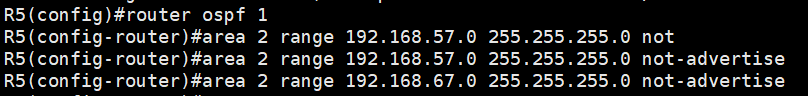 R5(config)#router ospf 1
R5(config-router)#area 2 range 192.168.57.0 255.255.255.0 not
R5(config-router)#area 2 range 192.168.57.0 255.255.255.0 not-advertise
R5(config-router)#area 2 range 192.168.67.0 255.255.255.0 not-advertise